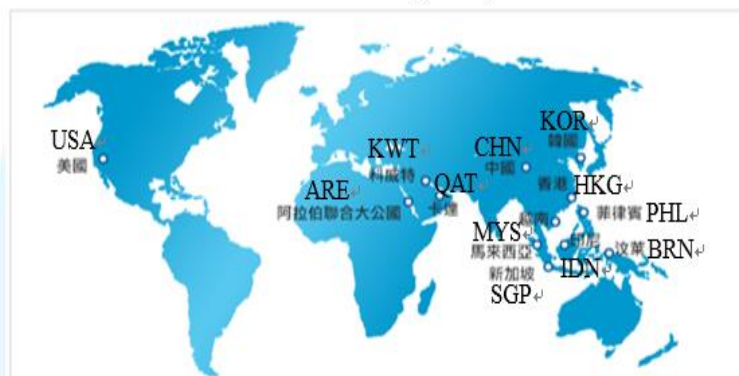 KOR↵
韓國
USA↵
美國
KWT↵
科威特
CHN↵
中國
ARE↵
阿拉伯聯合大公國
QAT↵
卡達
香港
HKG↵
菲律賓 PHL↵
越南
MYS↵
馬來西亞
印尼
汶萊 BRN↵
新加坡
IDN↵
SGP↵